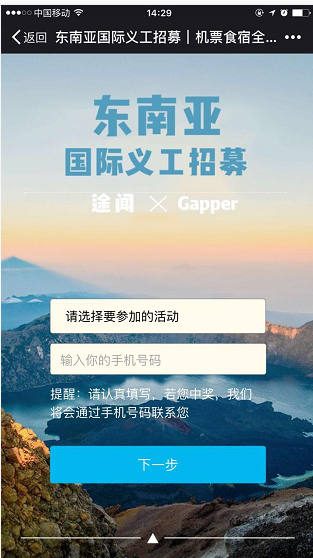 中国移动 14:29
返回 东南亚国际义工招募｜机票食宿全...
东南亚
国际义工招募
途闻 × Gapper
请选择要参加的活动
输入你的手机号码
提醒：请认真填写，若您中奖，我们
将会通过手机号码联系您
下一步